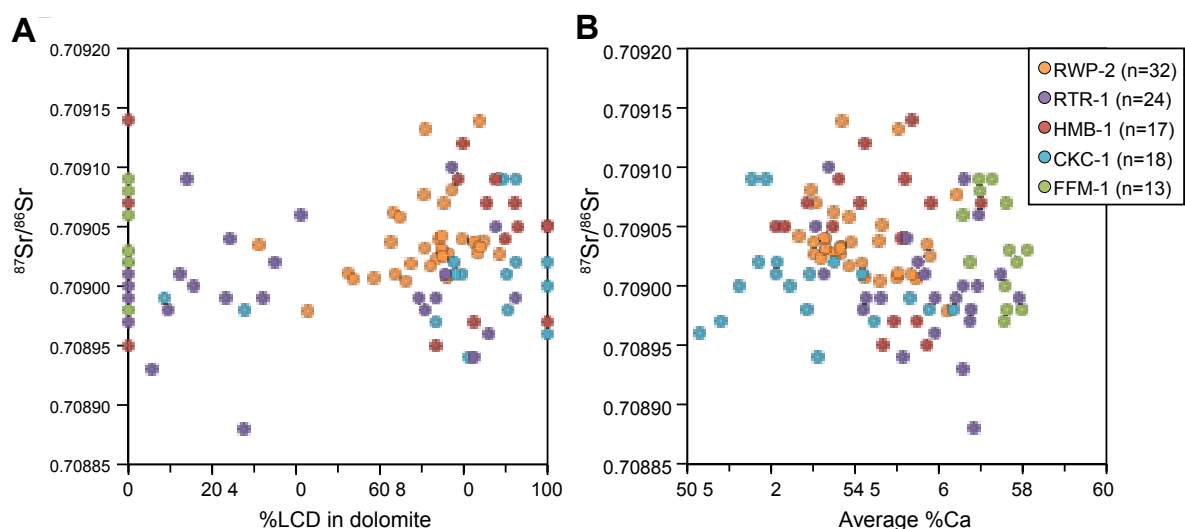 A
0.70920
0.70915
0.70910
0.70905
0.70900
0.70895
0.70890
0.70885
87Sr/86Sr
0 20 4 0 60 8 0 100
%LCD in dolomite
B
0.70920
0.70915
0.70910
0.70905
0.70900
0.70895
0.70890
0.70885
87Sr/86Sr
50 5 2 54 5 6 58 60
Average %Ca
RWP-2 (n=32)
RTR-1 (n=24)
HMB-1 (n=17)
CKC-1 (n=18)
FFM-1 (n=13)